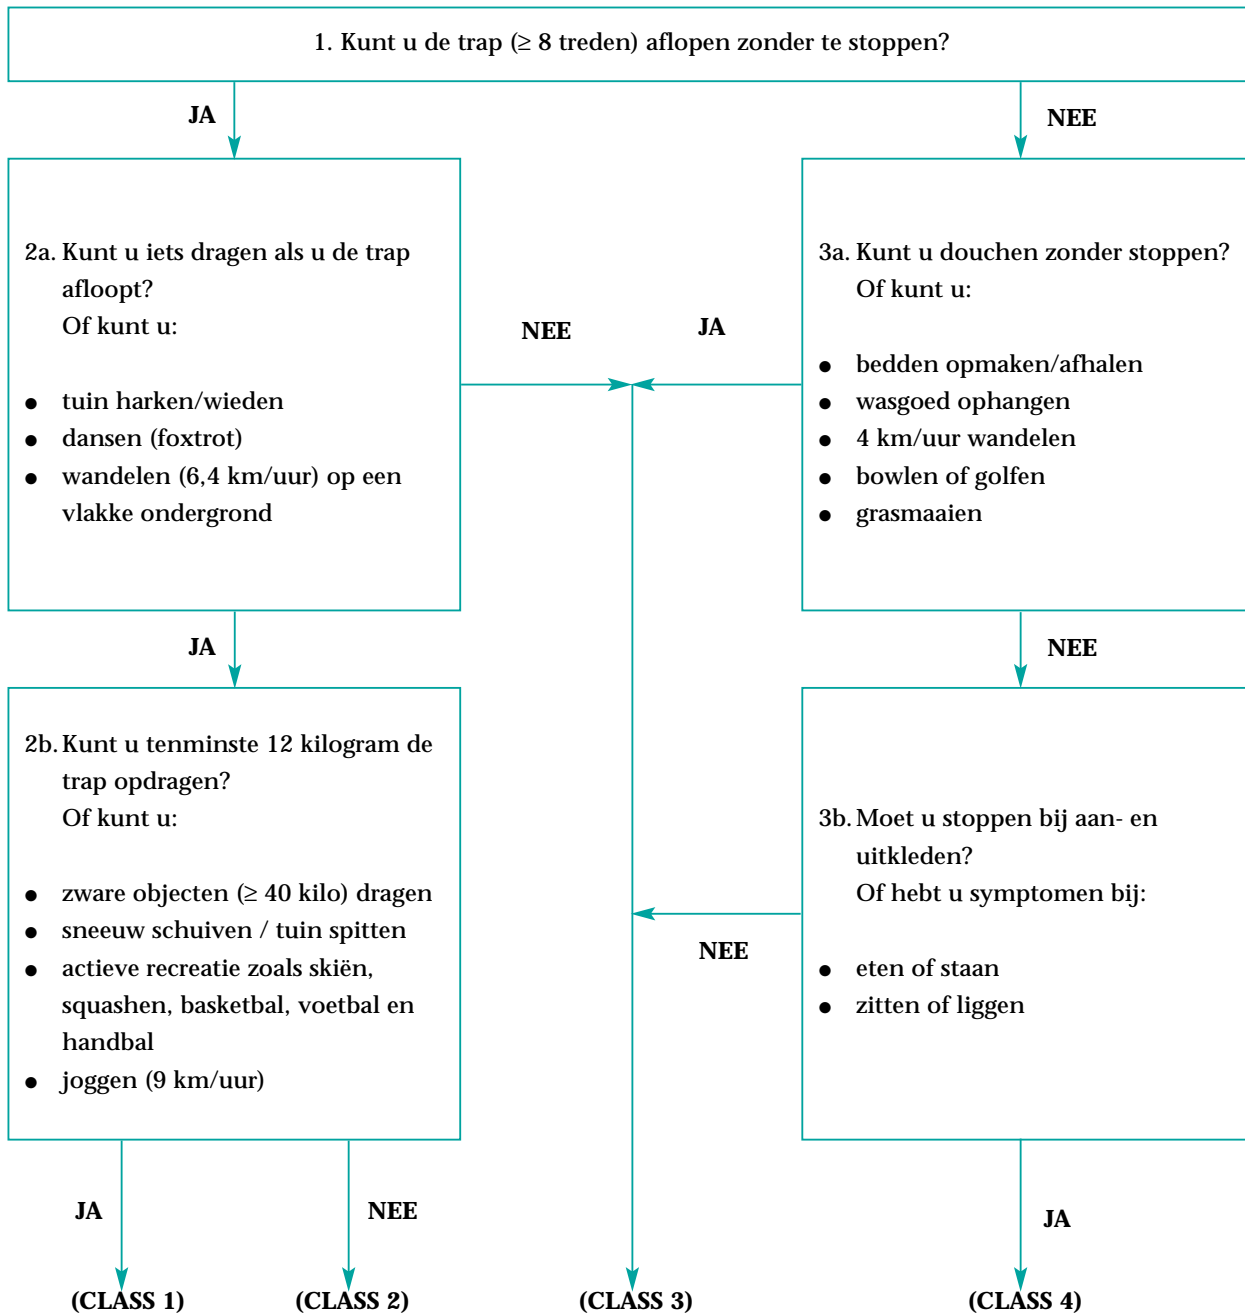 1. Kunt u de trap (≥ 8 treden) aflopen zonder te stoppen?
JA
NEE
2a. Kunt u iets dragen als u de trap
afloopt?
Of kunt u:
● tuin harken/wieden
● dansen (foxtrot)
● wandelen (6,4 km/uur) op een
vlakke ondergrond
NEE
JA
3a. Kunt u douchen zonder stoppen?
Of kunt u:
● bedden opmaken/afhalen
● wasgoed ophangen
● 4 km/uur wandelen
● bowlen of golfen
● grasmaaien
JA
NEE
2b. Kunt u tenminste 12 kilogram de
trap opdragen?
Of kunt u:
● zware objecten (≥ 40 kilo) dragen
● sneeuw schuiven / tuin spitten
● actieve recreatie zoals skiën,
squashen, basketbal, voetbal en
handbal
● joggen (9 km/uur)
NEE
3b. Moet u stoppen bij aan- en
uitkleden?
Of hebt u symptomen bij:
● eten of staan
● zitten of liggen
JA
NEE
JA
(CLASS 1)
(CLASS 2)
(CLASS 3)
(CLASS 4)